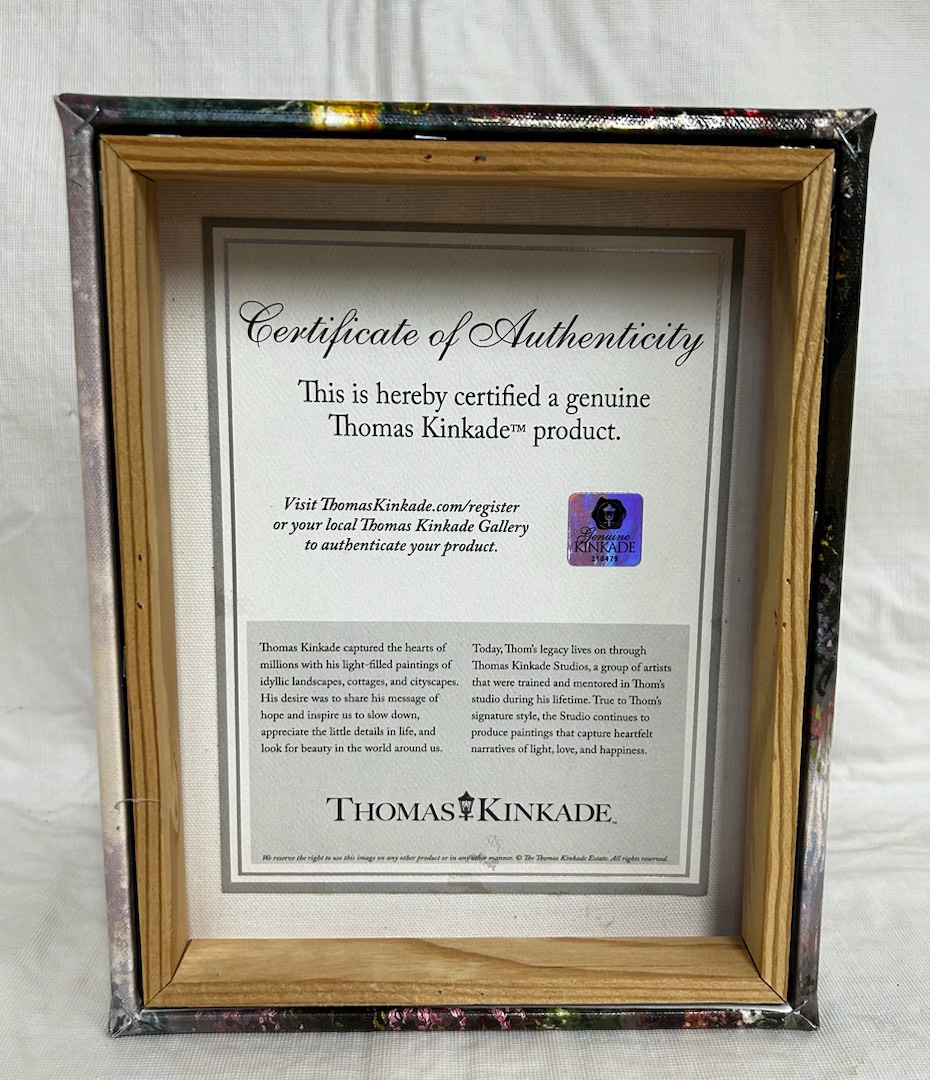 Certificate of Authenticity
This is hereby certified a genuine
Thomas Kinkade™ product.
Visit ThomasKinkade.com/register
or your local Thomas Kinkade Gallery
to authenticate your product.
Genuine
KINKADE
210479
Thomas Kinkade captured the hearts of
millions with his light-filled paintings of
idyllic landscapes, cottages, and cityscapes.
His desire was to share his message of
hope and inspire us to slow down,
appreciate the little details in life, and
look for beauty in the world around us.
Today, Thom's legacy lives on through
Thomas Kinkade Studios, a group of artists
that were trained and mentored in Thom's
studio during his lifetime. True to Thom's
signature style, the Studio continues to
produce paintings that capture heartfelt
narratives of light, love, and happiness.
THOMAS KINKADE™
We reserve the right to use this image on any other product or in any other manner. © The Thomas Kinkade Estate. All rights reserved.